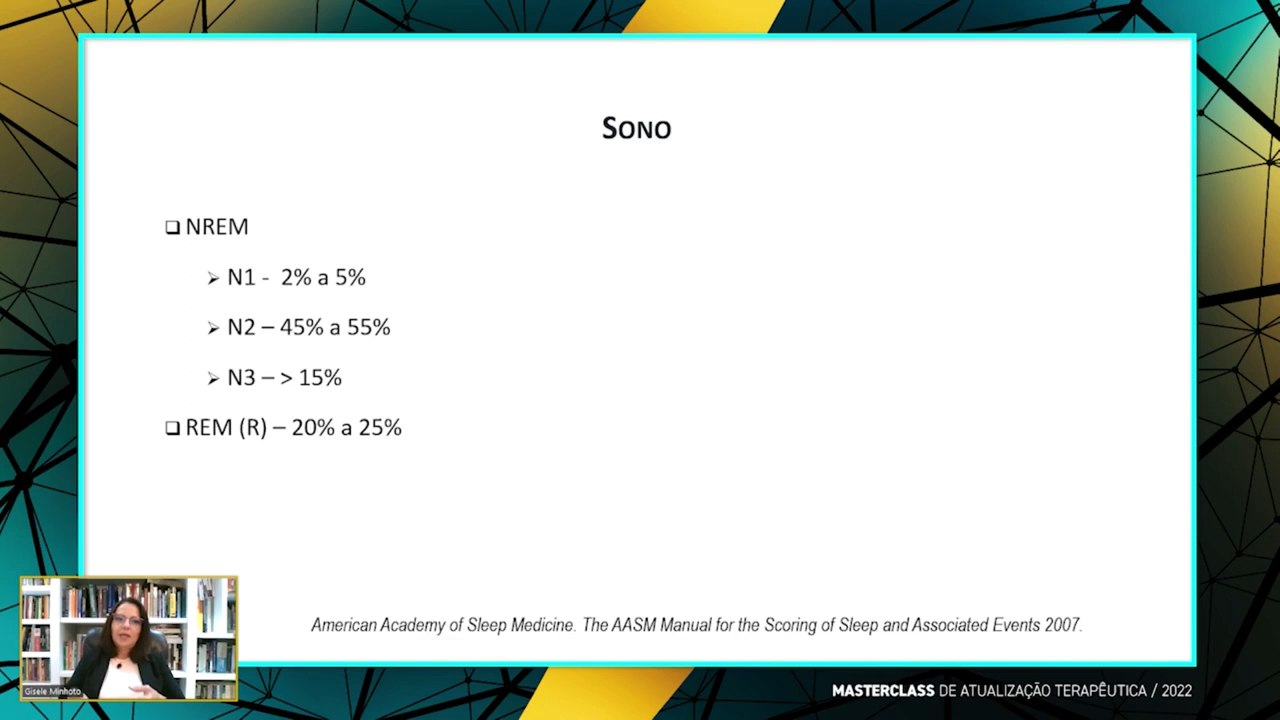 Sono
NREM
N1 - 2% a 5%
N2 – 45% a 55%
N3 – > 15%
REM (R) – 20% a 25%
American Academy of Sleep Medicine. The AASM Manual for the Scoring of Sleep and Associated Events 2007.
Gisele Minhoto
MASTERCLASS DE ATUALIZAÇÃO TERAPÊUTICA / 2022